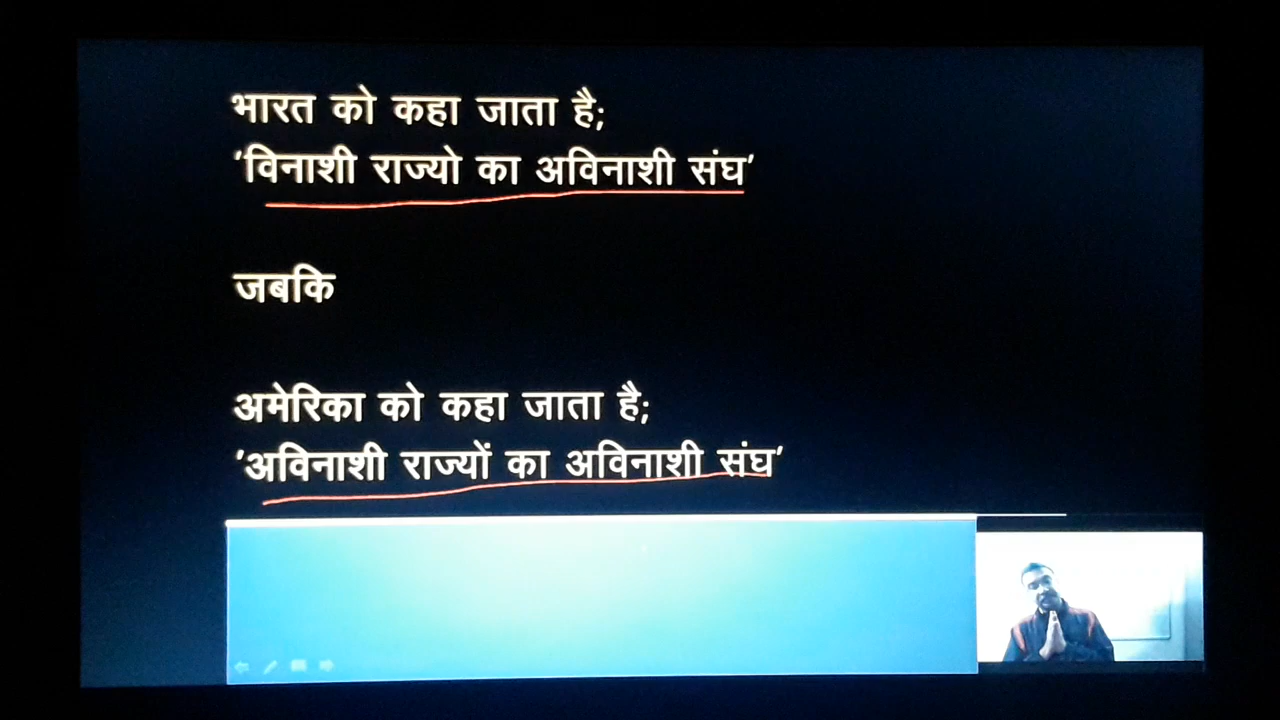 भारत को कहा जाता है;
'विनाशी राज्यो का अविनाशी संघ'
जबकि
अमेरिका को कहा जाता है;
'अविनाशी राज्यों का अविनाशी संघ'